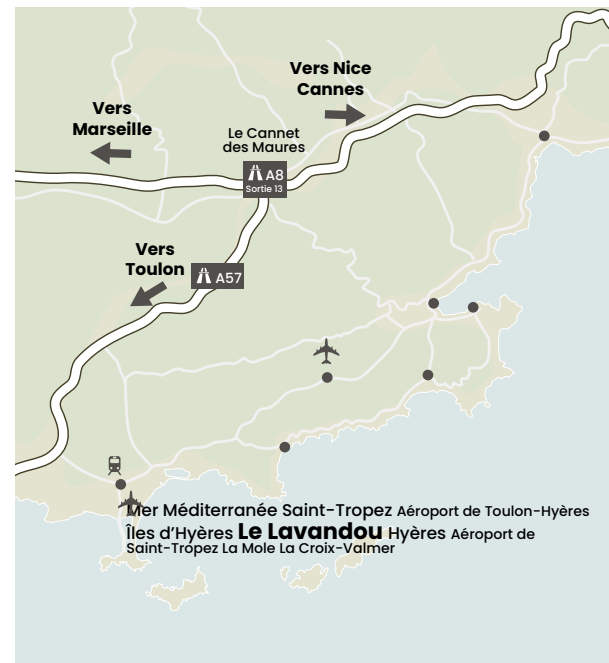 Vers Nice
Cannes
Vers
Marseille
Le Cannet
des Maures
A8
Sortie 13
Vers
Toulon
A57
Mer Méditerranée Saint-Tropez Aéroport de Toulon-Hyères
Îles d’Hyères Le Lavandou Hyères Aéroport de
Saint-Tropez La Mole La Croix-Valmer